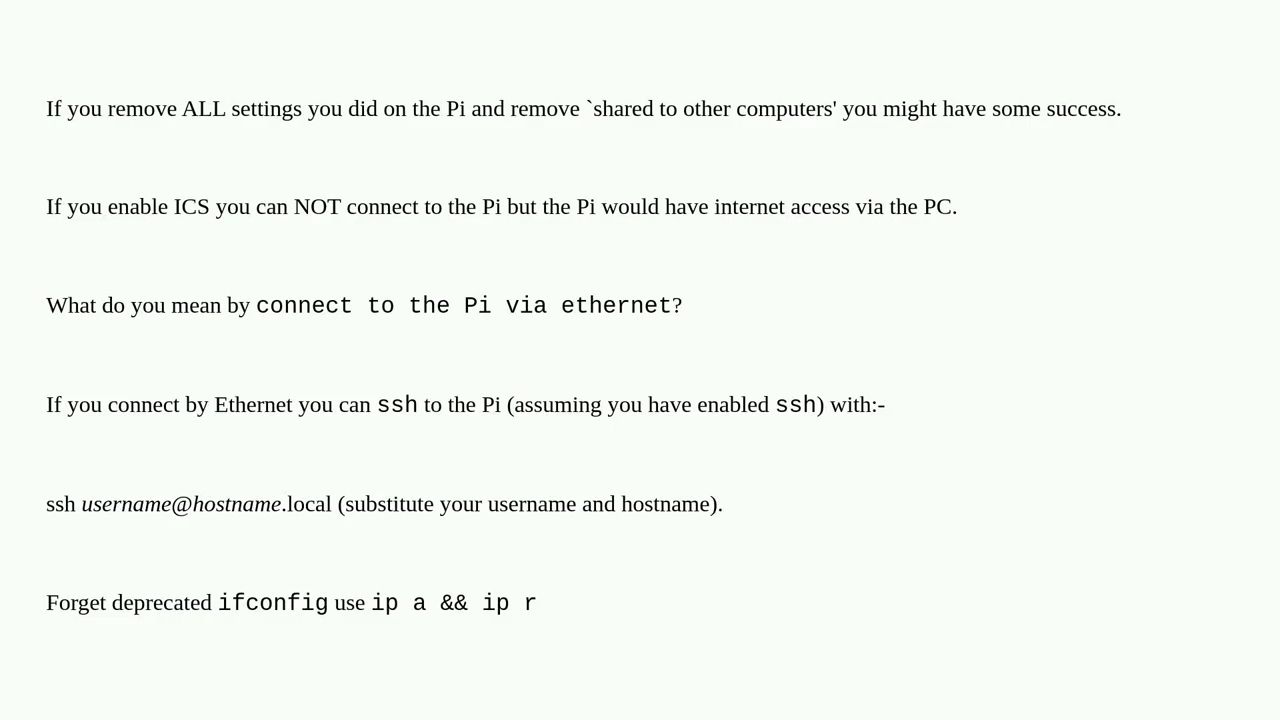 If you remove ALL settings you did on the Pi and remove `shared to other computers' you might have some success.
If you enable ICS you can NOT connect to the Pi but the Pi would have internet access via the PC.
What do you mean by connect to the Pi via ethernet?
If you connect by Ethernet you can ssh to the Pi (assuming you have enabled ssh) with:-
ssh username@hostname.local (substitute your username and hostname).
Forget deprecated ifconfig use ip a && ip r